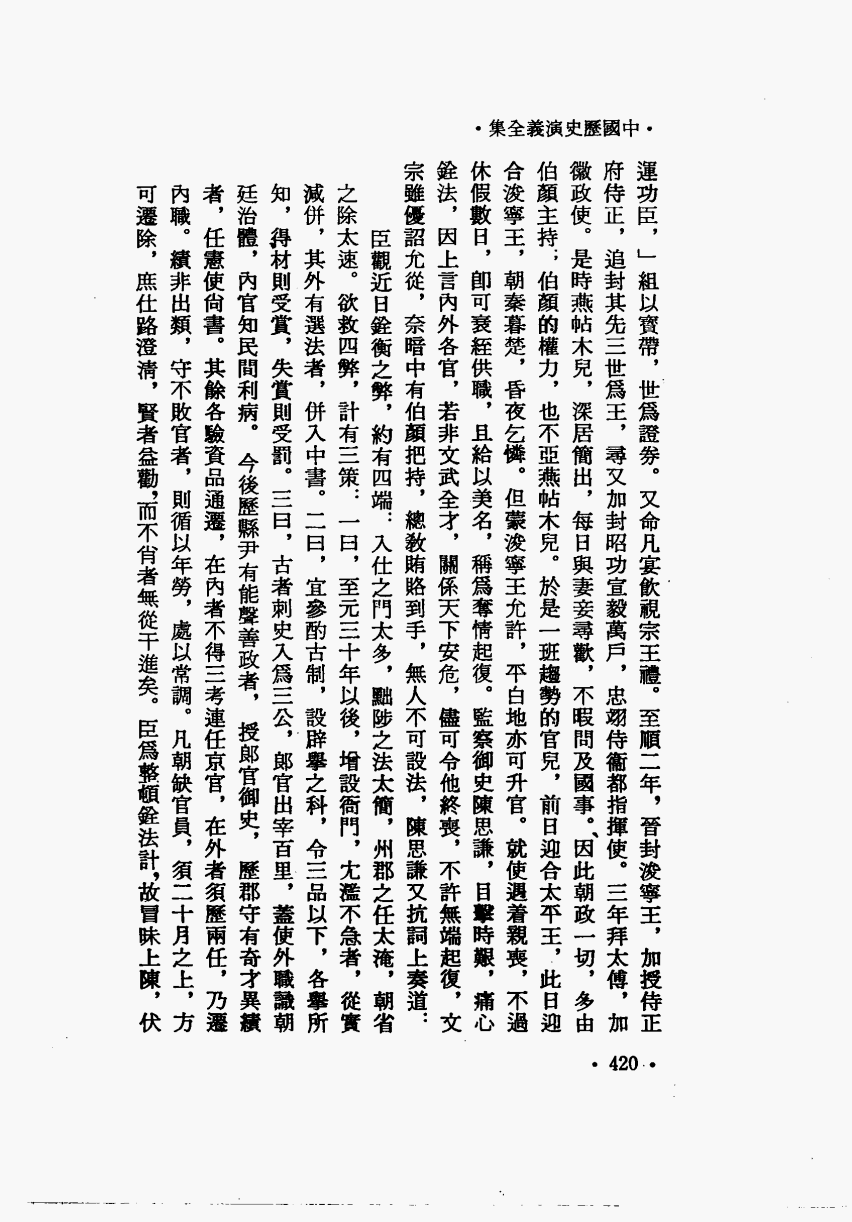 ·中國歷史演義全集·
運功臣，」組以寶帶，世爲證券。又命凡宴飲視宗王禮。至順二年，晉封浚寧王，加授侍正
府侍正，追封其先三世爲王，尋又加封昭功宣毅萬戶，忠翊侍衞都指揮使。三年拜太傅，加
徽政使。是時燕帖木兒，深居簡出，每日與妻妾尋歡，不暇問及國事。因此朝政一切，多由
伯顏主持；伯顏的權力，也不亞燕帖木兒。於是一班趨勢的官兒，前日迎合太平王，此日迎
合浚寧王，朝秦暮楚，昏夜乞憐。但蒙浚寧王允許，平白地亦可升官。就使遇着親喪，不過
休假數日，卽可衰絰供職，且給以美名，稱爲奪情起復。監察御史陳思謙，目擊時艱，痛心
銓法，因上言內外各官，若非文武全才，關係天下安危，儘可令他終喪，不許無端起復，文
宗雖優詔允從，奈暗中有伯顏把持，總敎賄賂到手，無人不可設法，陳思謙又抗詞上奏道：
臣觀近日銓衡之弊，約有四端：入仕之門太多，黜陟之法太簡，州郡之任太淹，朝省
之除太速。欲救四弊，計有三策：一曰，至元三十年以後，增設衙門，尤濫不急者，從實
減併，其外有選法者，併入中書。二曰，宜參酌古制，設辟舉之科，令三品以下，各舉所
知，得材則受賞，失賞則受罰。三曰，古者刺史入爲三公，郞官出宰百里，蓋使外職識朝
廷治體，內官知民間利病。今後歷縣尹有能聲善政者，授郞官御史，歷郡守有奇才異績
者，任憲使尙書。其餘各驗資品通遷，在內者不得三考連任京官，在外者須歷兩任，乃遷
內職。績非出類，守不敗官者，則循以年勞，處以常調。凡朝缺官員，須二十月之上，方
可遷除，庶仕路澄清，賢者益勸，而不肖者無從干進矣。臣爲整頓銓法計，故冒昧上陳，伏
·420·